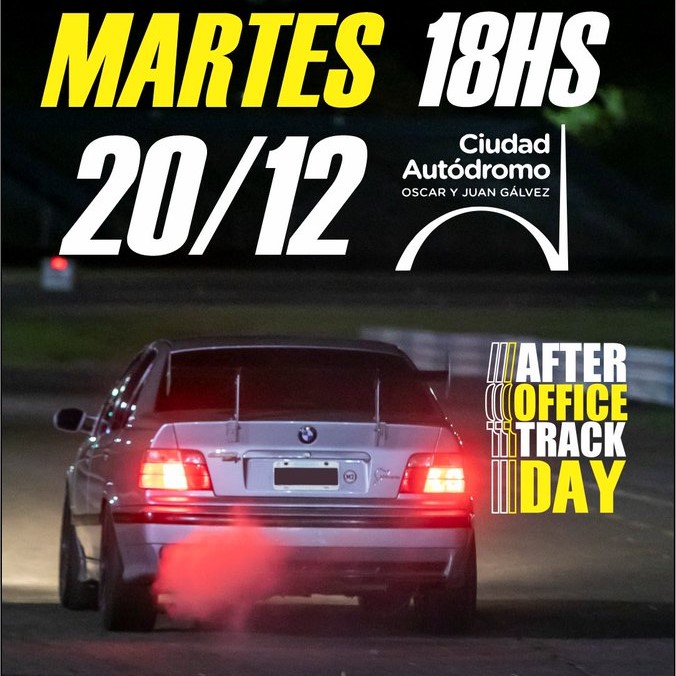 MARTES 18HS
20/12
Ciudad
Autódromo
OSCAR Y JUAN GÁLVEZ
AFTER
OFFICE
TRACK
DAY